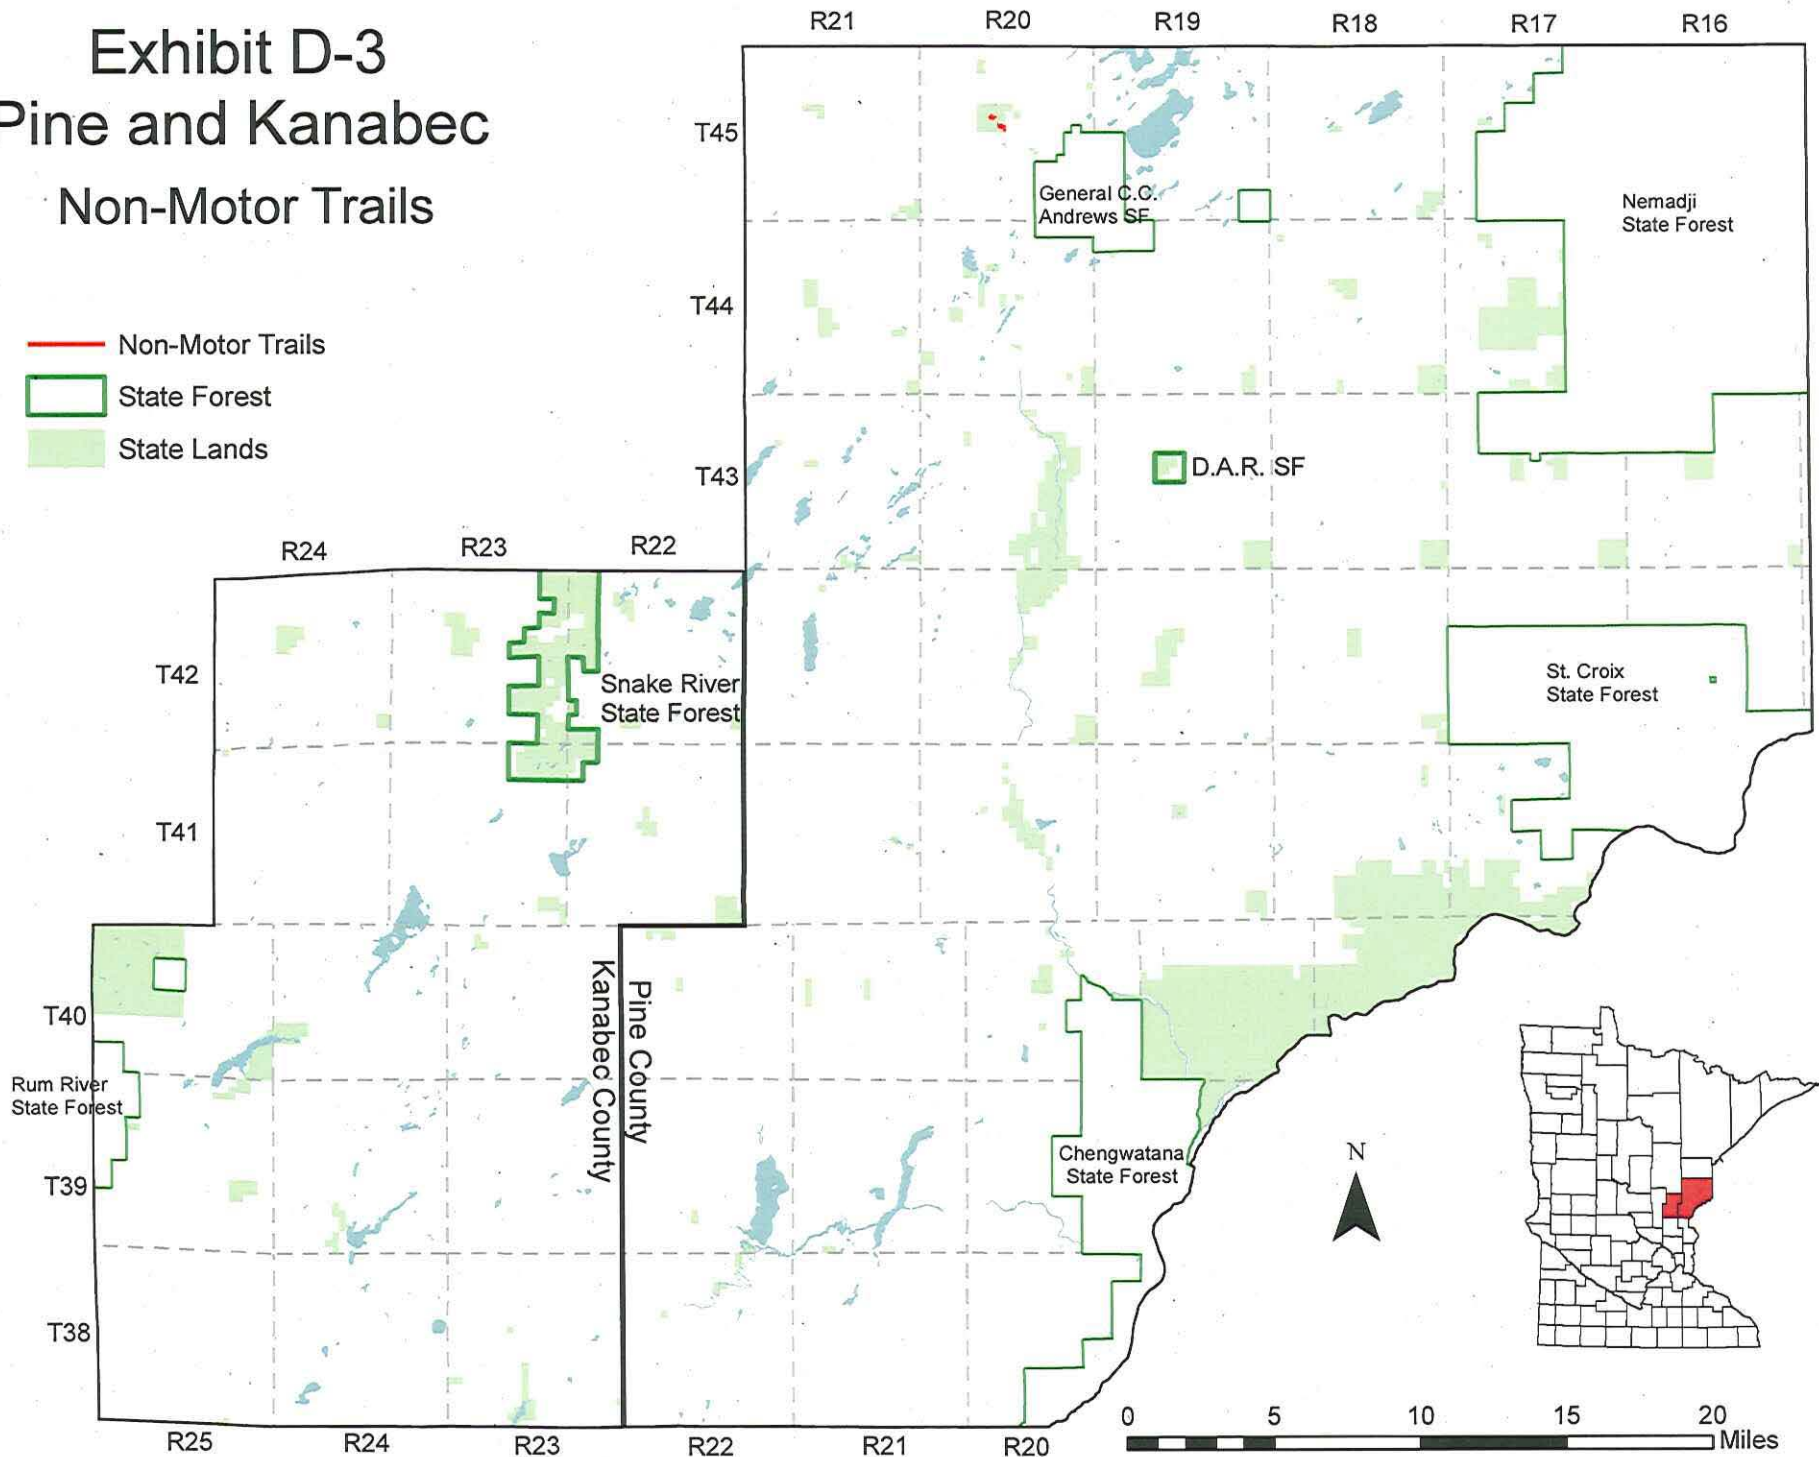 Exhibit D-3
Pine and Kanabec
Non-Motor Trails
Non-Motor Trails
State Forest
State Lands
R21
R20
R19
R18
R17
R16
T45
T44
T43
General C.C.
Andrews SF
Nemadji
State Forest
D.A.R. SF
R24
R23
R22
T42
T41
Snake River
State Forest
St. Croix
State Forest
T40
T39
T38
Rum River
State Forest
Kanabec County
Pine County
Chengwatana
State Forest
N
R25
R24
R23
R22
R21
R20
0
5
10
15
20
Miles